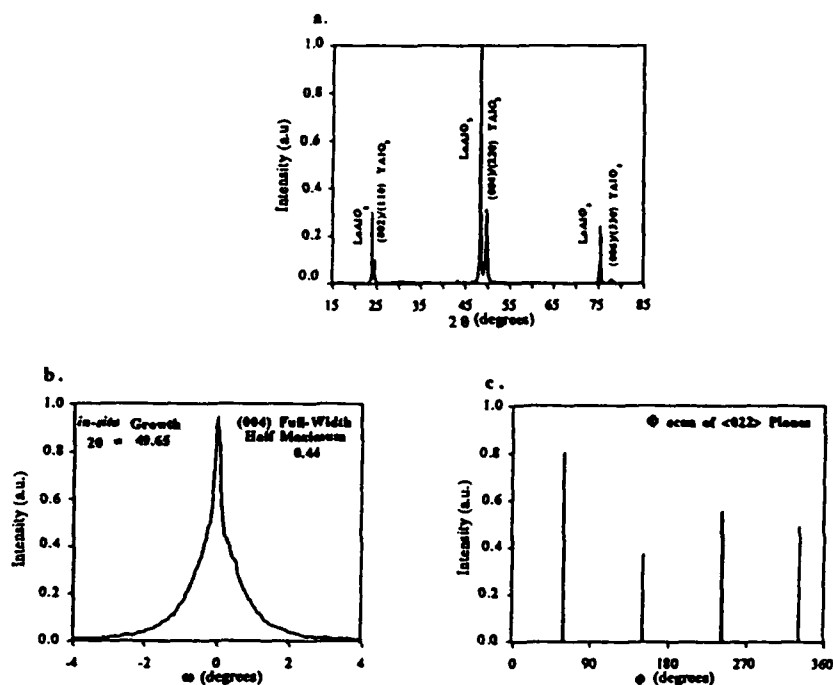 a.
1.0
0.8
0.6
0.4
0.2
0.0
Intensity (a.u)
LaAlO3
(002)/(110) YAlO3
LaAlO3
(004)/(220) YAlO3
LaAlO3
(006)/(330) YAlO3
15 25 35 45 55 65 75 85
2 θ (degrees)
b.
1.0
0.8
0.6
0.4
0.2
0.0
Intensity (a.u.)
in-situ Growth
2θ = 49.65
(004) Full-Width
Half Maximum
0.44
-4 -2 0 2 4
ω (degrees)
c.
1.0
0.8
0.6
0.4
0.2
0.0
Intensity (a.u.)
Φ scan of <022> Planes
0 90 180 270 360
φ (degrees)